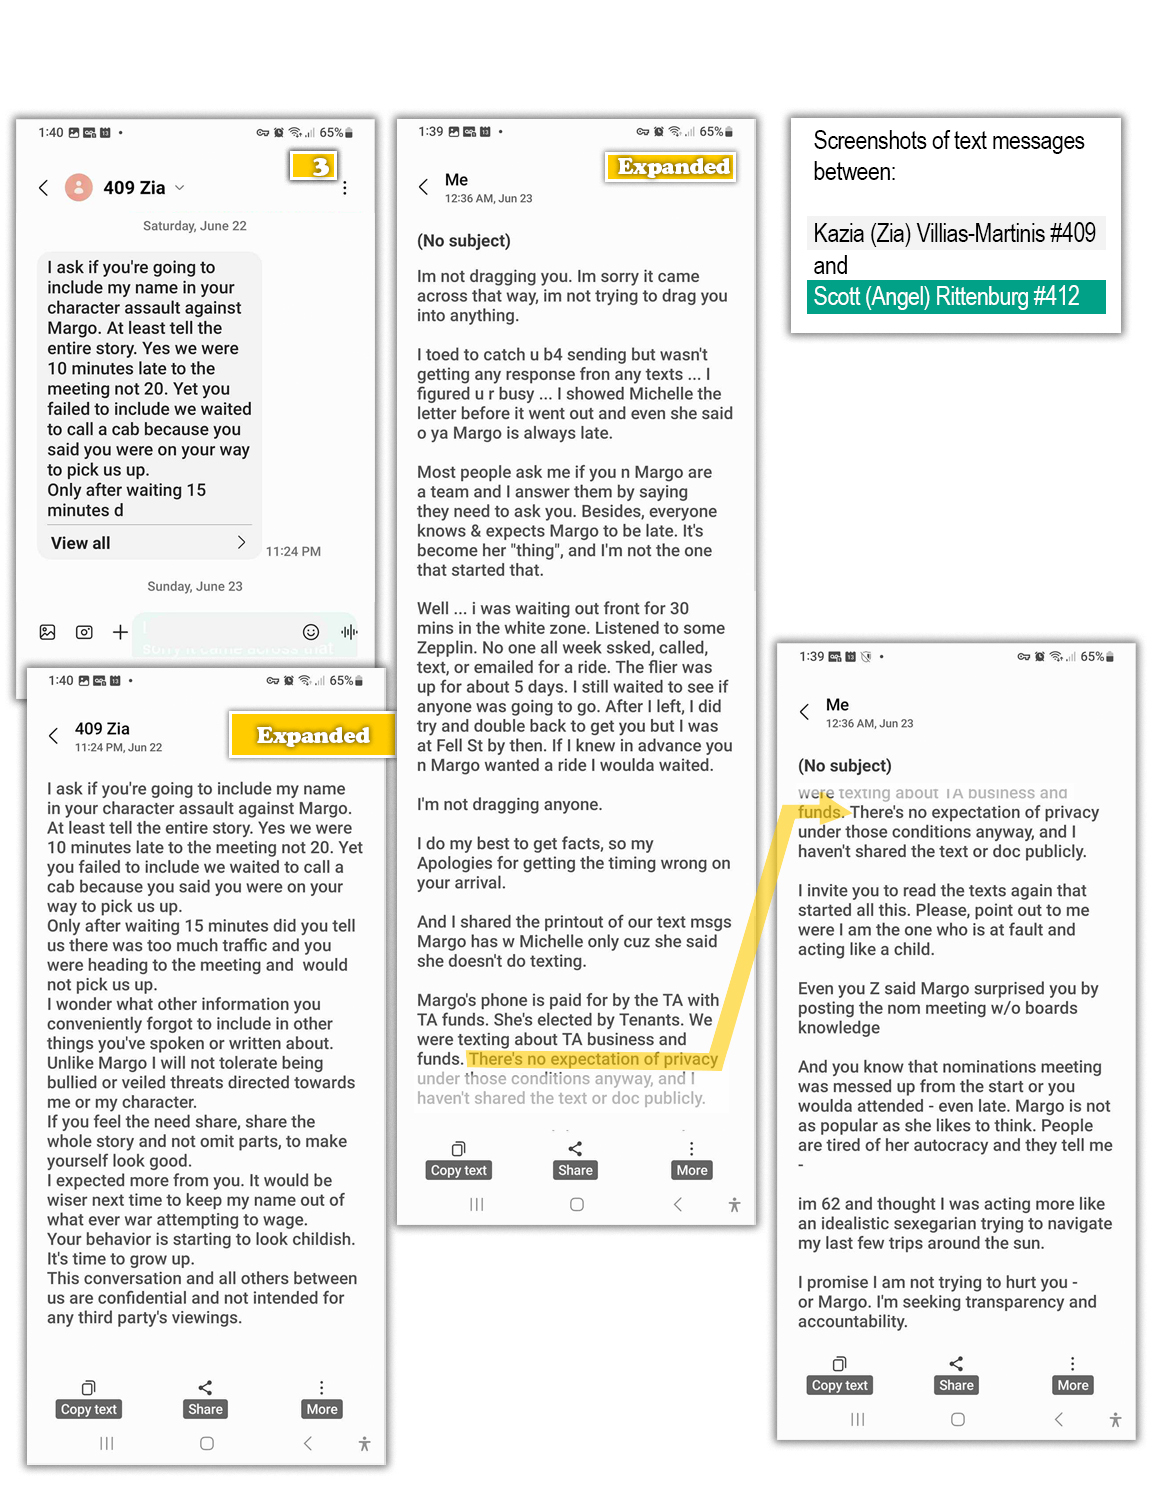 1:40 65%
3
409 Zia
Saturday, June 22
I ask if you're going to
include my name in your
character assault against
Margo. At least tell the
entire story. Yes we were
10 minutes late to the
meeting not 20. Yet you
failed to include we waited
to call a cab because you
said you were on your way
to pick us up.
Only after waiting 15
minutes d
View all
11:24 PM
Sunday, June 23
sorry it came across that
1:40 65%
409 Zia
11:24 PM, Jun 22
Expanded
I ask if you're going to include my name
in your character assault against Margo.
At least tell the entire story. Yes we were
10 minutes late to the meeting not 20. Yet
you failed to include we waited to call a
cab because you said you were on your
way to pick us up.
Only after waiting 15 minutes did you tell
us there was too much traffic and you
were heading to the meeting and would
not pick us up.
I wonder what other information you
conveniently forgot to include in other
things you've spoken or written about.
Unlike Margo I will not tolerate being
bullied or veiled threats directed towards
me or my character.
If you feel the need share, share the
whole story and not omit parts, to make
yourself look good.
I expected more from you. It would be
wiser next time to keep my name out of
what ever war attempting to wage.
Your behavior is starting to look childish.
It's time to grow up.
This conversation and all others between
us are confidential and not intended for
any third party's viewings.
Copy text Share More
1:39 65%
Expanded
Me
12:36 AM, Jun 23
(No subject)
Im not dragging you. Im sorry it came
across that way, im not trying to drag you
into anything.
I toed to catch u b4 sending but wasn't
getting any response fron any texts ... I
figured u r busy ... I showed Michelle the
letter before it went out and even she said
o ya Margo is always late.
Most people ask me if you n Margo are
a team and I answer them by saying
they need to ask you. Besides, everyone
knows & expects Margo to be late. It's
become her "thing", and I'm not the one
that started that.
Well ... i was waiting out front for 30
mins in the white zone. Listened to some
Zepplin. No one all week ssked, called,
text, or emailed for a ride. The flier was
up for about 5 days. I still waited to see if
anyone was going to go. After I left, I did
try and double back to get you but I was
at Fell St by then. If I knew in advance you
n Margo wanted a ride I woulda waited.
I'm not dragging anyone.
I do my best to get facts, so my
Apologies for getting the timing wrong on
your arrival.
And I shared the printout of our text msgs
Margo has w Michelle only cuz she said
she doesn't do texting.
Margo's phone is paid for by the TA with
TA funds. She's elected by Tenants. We
were texting about TA business and
funds. There's no expectation of privacy
under those conditions anyway, and I
haven't shared the text or doc publicly.
Copy text Share More
Screenshots of text messages
between:
Kazia (Zia) Villias-Martinis #409
and
Scott (Angel) Rittenburg #412
1:39 65%
Me
12:36 AM, Jun 23
(No subject)
were texting about TA business and
funds. There's no expectation of privacy
under those conditions anyway, and I
haven't shared the text or doc publicly.
I invite you to read the texts again that
started all this. Please, point out to me
were I am the one who is at fault and
acting like a child.
Even you Z said Margo surprised you by
posting the nom meeting w/o boards
knowledge
And you know that nominations meeting
was messed up from the start or you
woulda attended - even late. Margo is not
as popular as she likes to think. People
are tired of her autocracy and they tell me
-
im 62 and thought I was acting more like
an idealistic sexegarian trying to navigate
my last few trips around the sun.
I promise I am not trying to hurt you -
or Margo. I'm seeking transparency and
accountability.
Copy text Share More